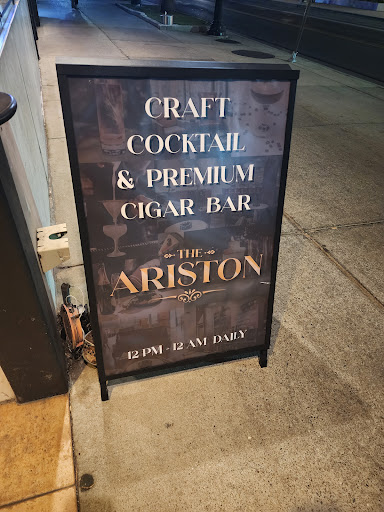 CRAFT
COCKTAIL
& PREMIUM
CIGAR BAR
THE
ARISTON
12 PM - 12 AM DAILY